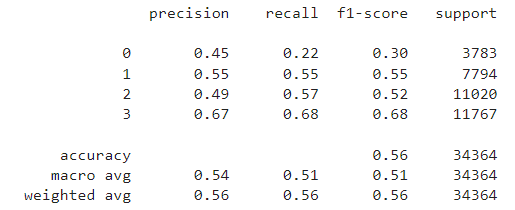 precision recall f1-score support
0 0.45 0.22 0.30 3783
1 0.55 0.55 0.55 7794
2 0.49 0.57 0.52 11020
3 0.67 0.68 0.68 11767
accuracy 0.56 34364
macro avg 0.54 0.51 0.51 34364
weighted avg 0.56 0.56 0.56 34364